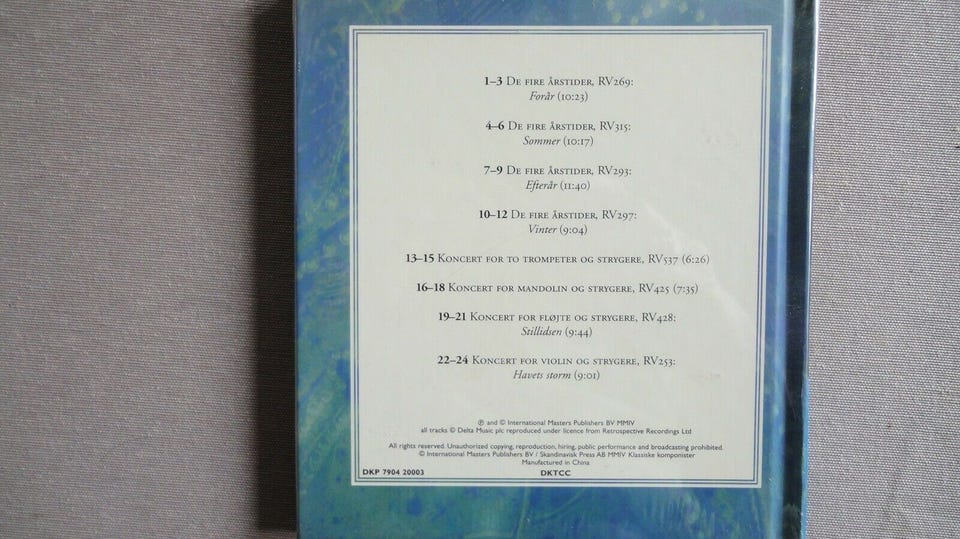 1–3 De fire årstider, RV269:
Forår (10:23)
4–6 De fire årstider, RV315:
Sommer (10:17)
7–9 De fire årstider, RV293:
Efterår (11:40)
10–12 De fire årstider, RV297:
Vinter (9:04)
13–15 Koncert for to trompeter og strygere, RV537 (6:26)
16–18 Koncert for mandolin og strygere, RV425 (7:35)
19–21 Koncert for fløjte og strygere, RV428:
Stillidsen (9:44)
22–24 Koncert for violin og strygere, RV253:
Havets storm (9:01)
℗ and © International Masters Publishers BV MMIV
all tracks © Delta Music plc reproduced under licence from Retrospective Recordings Ltd
All rights reserved. Unauthorized copying, reproduction, hiring, public performance and broadcasting prohibited.
© International Masters Publishers BV / Skandinavisk Press AB MMIV Klassiske komponister
Manufactured in China
DKP 7904 20003 DKTCC